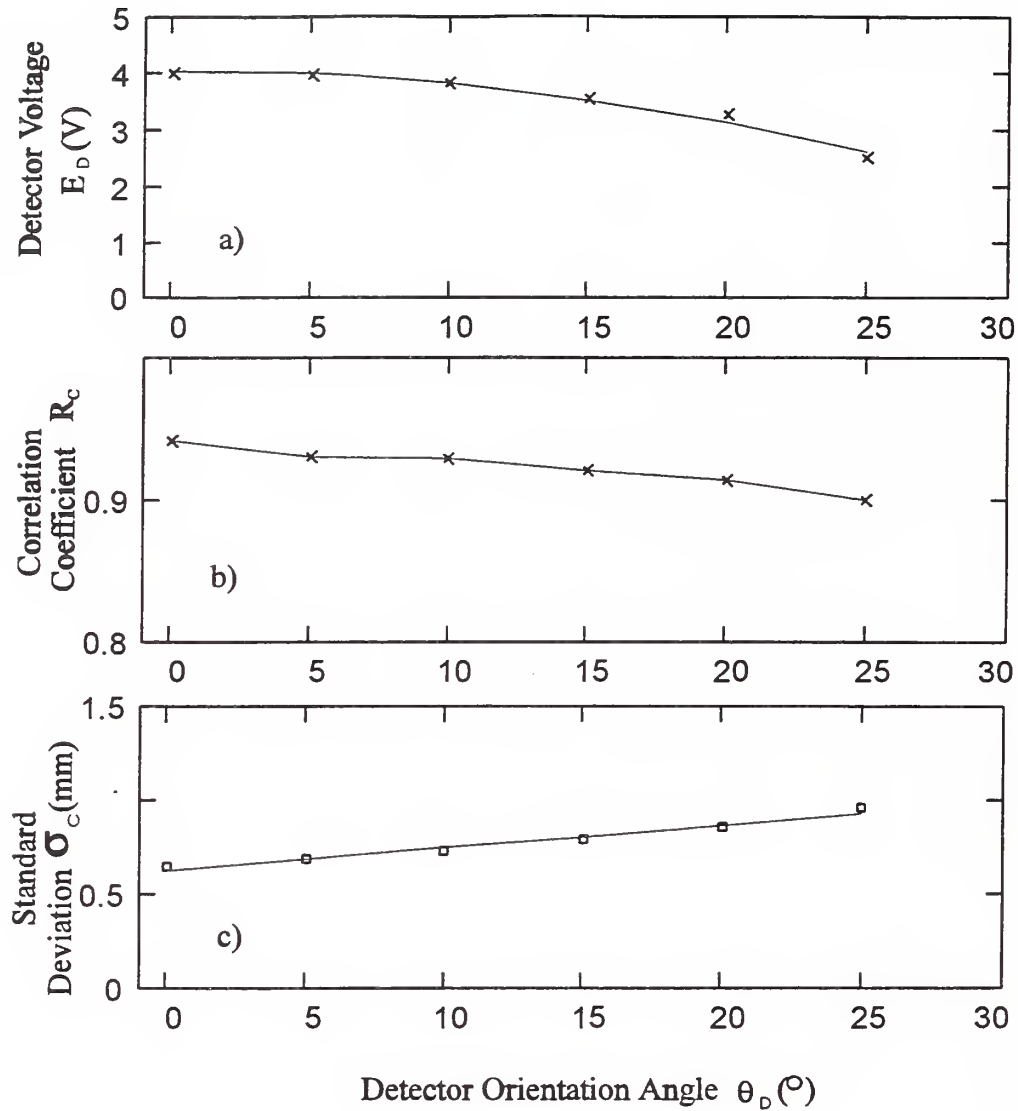 Detector Voltage
E_D (V)
5
4
3
2
1
0
a)
0 5 10 15 20 25 30
Correlation
Coefficient R_c
0.9
0.8
b)
0 5 10 15 20 25 30
Standard
Deviation σ_c (mm)
1.5
0.5
0
c)
0 5 10 15 20 25 30
Detector Orientation Angle θ_D (°)